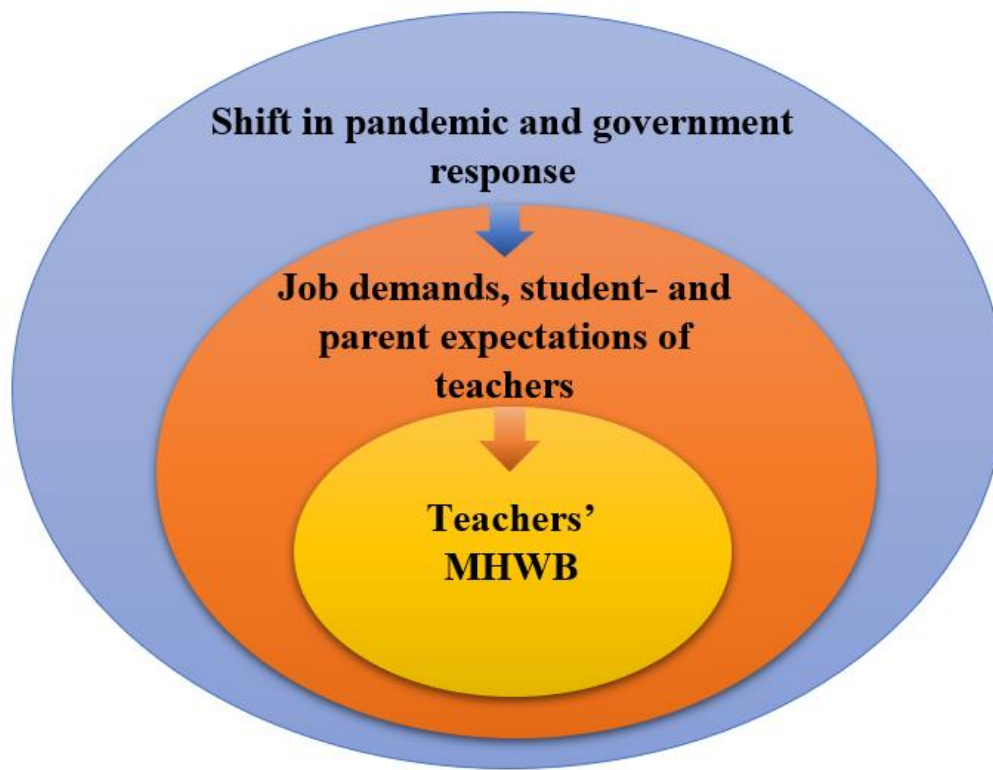 Shift in pandemic and government
response
Job demands, student- and
parent expectations of
teachers
Teachers’
MHWB